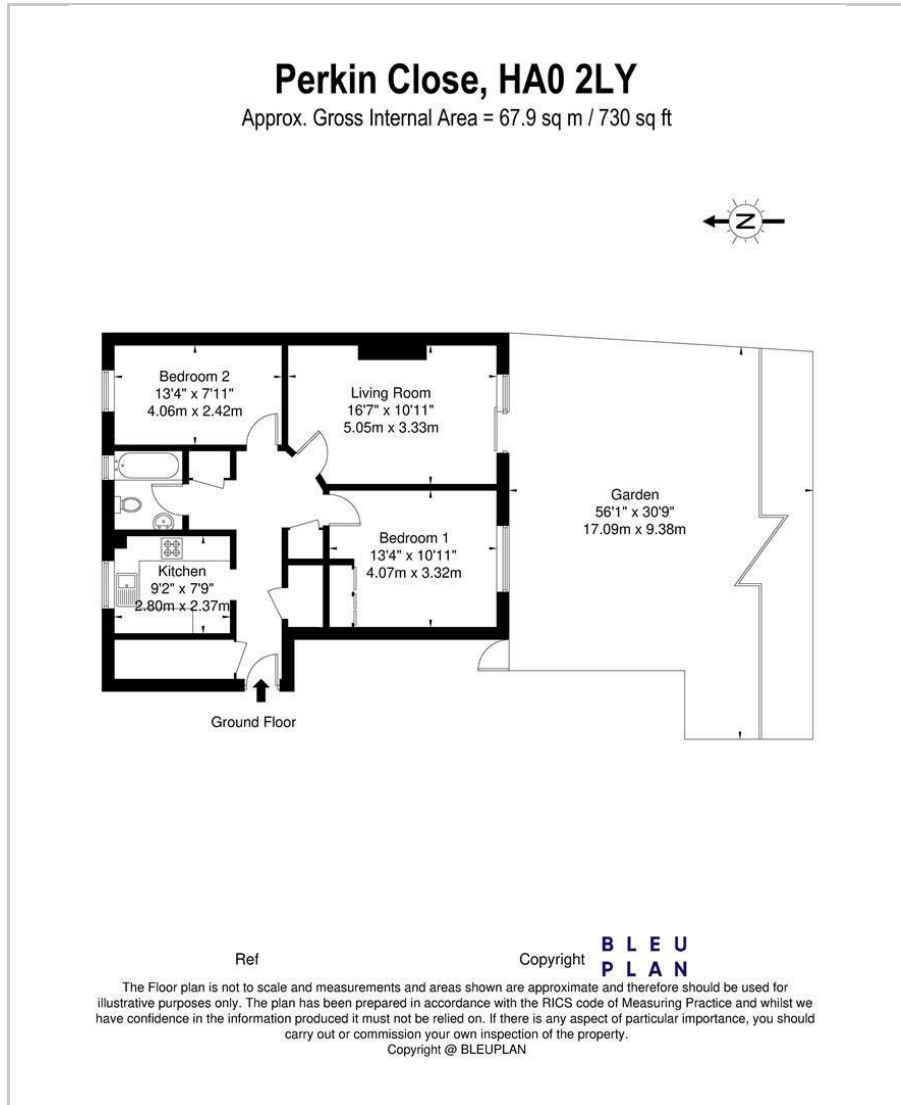 Perkin Close, HA0 2LY
Approx. Gross Internal Area = 67.9 sq m / 730 sq ft
N
Bedroom 2
13'4" x 7'11"
4.06m x 2.42m
Living Room
16'7" x 10'11"
5.05m x 3.33m
Garden
56'1" x 30'9"
17.09m x 9.38m
Bedroom 1
13'4" x 10'11"
4.07m x 3.32m
Kitchen
9'2" x 7'9"
2.80m x 2.37m
Ground Floor
Ref
Copyright
BLEU
PLAN
The Floor plan is not to scale and measurements and areas shown are approximate and therefore should be used for
illustrative purposes only. The plan has been prepared in accordance with the RICS code of Measuring Practice and whilst we
have confidence in the information produced it must not be relied on. If there is any aspect of particular importance, you should
carry out or commission your own inspection of the property.
Copyright @ BLEUPLAN